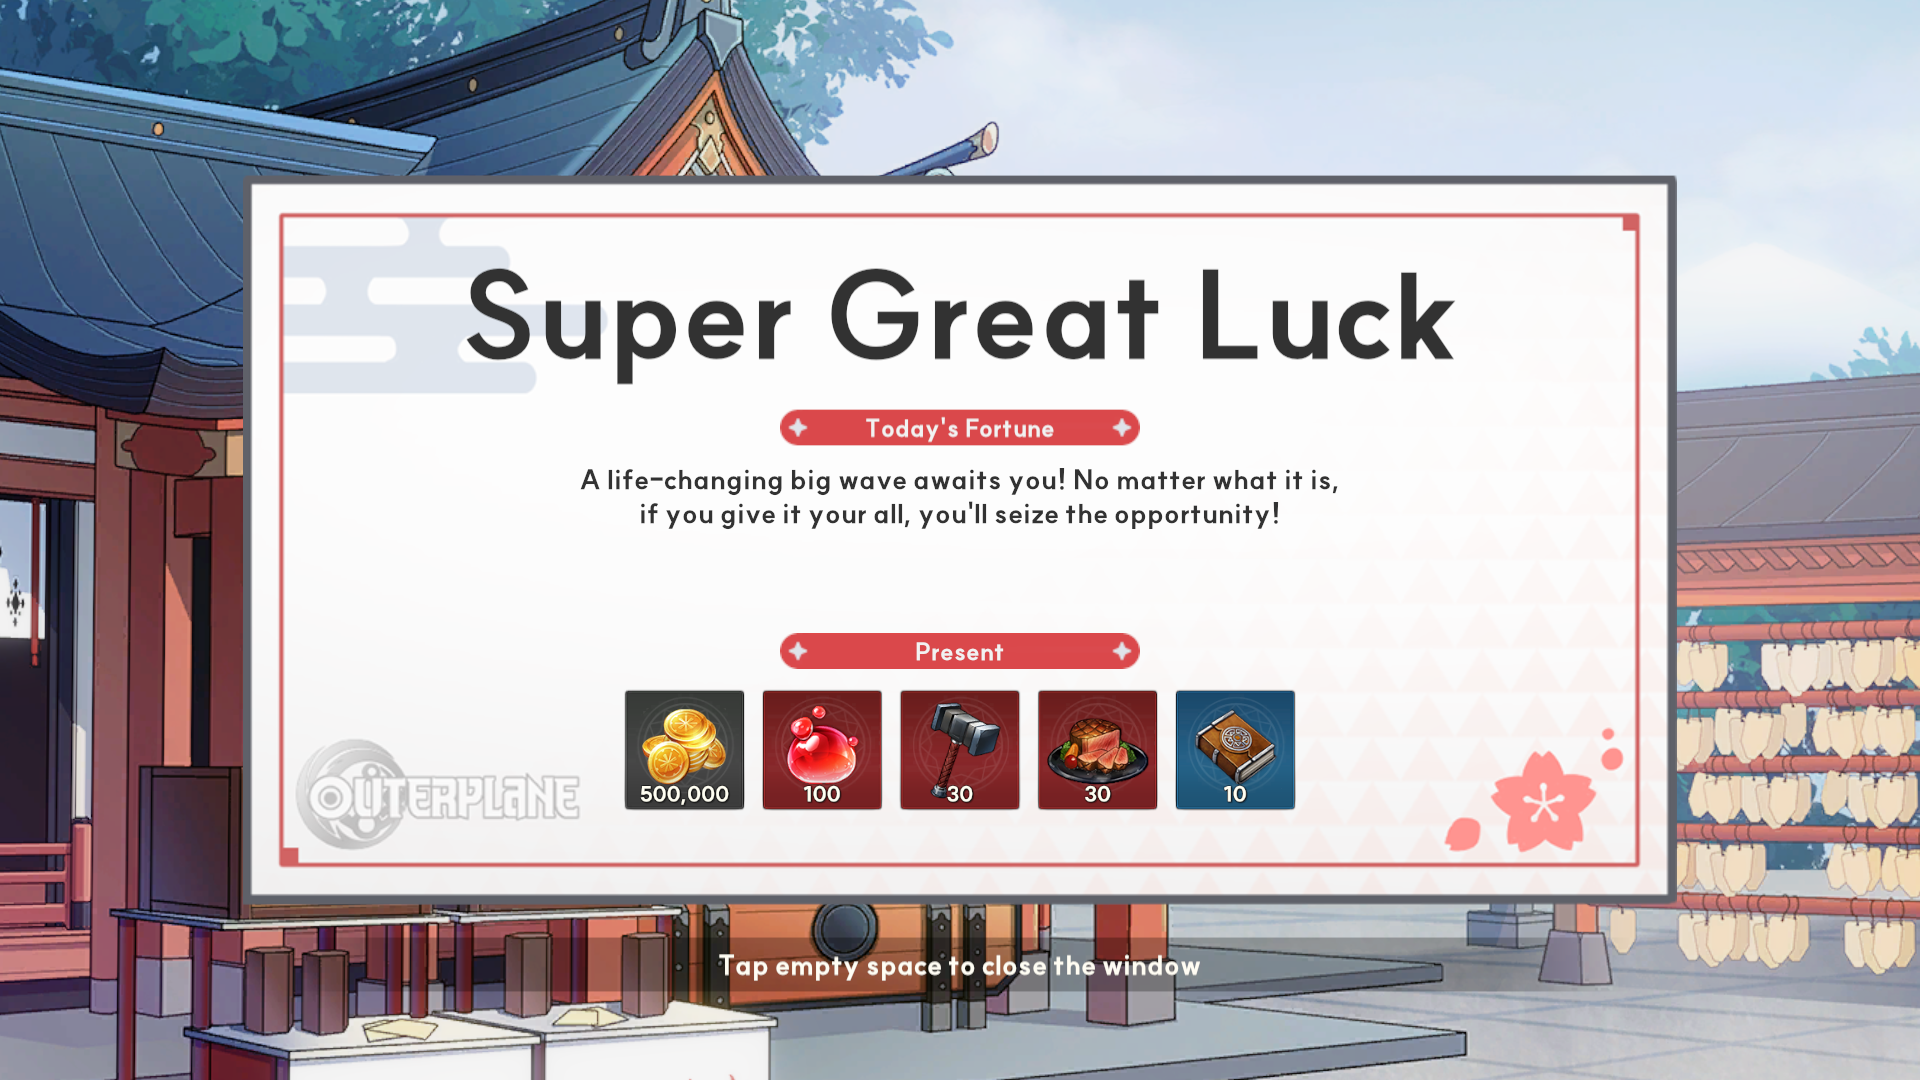 Super Great Luck
Today's Fortune
A life-changing big wave awaits you! No matter what it is,
if you give it your all, you'll seize the opportunity!
Present
500,000
100
30
30
10
OUTERPLANE
Tap empty space to close the window